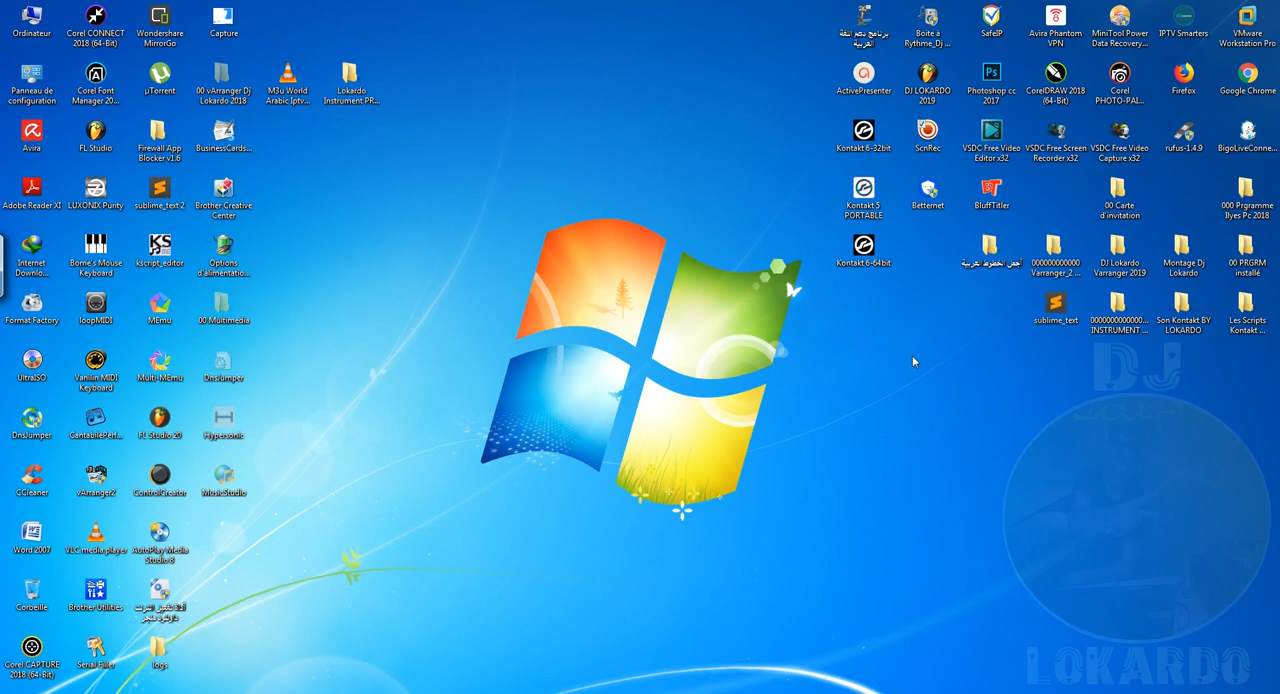 Ordinateur
Corel CONNECT
2018 (64-Bit)
Wondershare
MirrorGo
Capture
برنامج دعم اللغة
العربية
Boite à
Rythme_Dj ...
SafeIP
Avira Phantom
VPN
MiniTool Power
Data Recovery...
IPTV Smarters
VMware
Workstation Pro
Panneau de
configuration
Corel Font
Manager 20...
µTorrent
00 vArranger Dj
Lokardo 2018
M3u World
Arabic Iptv...
Lokardo
Instrument PR...
ActivePresenter
DJ LOKARDO
2019
Photoshop cc
2017
CorelDRAW 2018
(64-Bit)
Corel
PHOTO-PAI...
Firefox
Google Chrome
Avira
FL Studio
Firewall App
Blocker v1.6
BusinessCards...
Kontakt 6-32bit
ScnRec
VSDC Free Video
Editor x32
VSDC Free Screen
Recorder x32
VSDC Free Video
Capture x32
rufus-1.4.9
BigoLiveConne...
Adobe Reader XI
LUXONIX Purity
sublime_text 2
Brother Creative
Center
Kontakt 5
PORTABLE
Betternet
BluffTitler
00 Carte
d'invitation
000 Prgramme
Ilyes Pc 2018
Internet
Downlo...
Bome's Mouse
Keyboard
kscript_editor
Options
d'alimentatio...
Kontakt 6-64bit
أجمل الخطوط العربية
000000000000
Varranger_2 ...
DJ Lokardo
Varranger 2019
Montage Dj
Lokardo
00 PRGRM
installé
Format Factory
loopMIDI
MEmu
00 Multimedia
sublime_text
000000000000...
INSTRUMENT ...
Son Kontakt BY
LOKARDO
Les Scripts
Kontakt ...
UltraISO
Vanilin MIDI
Keyboard
Multi-MEmu
DnsJumper
DJ
DnsJumper
CantabilePerf...
FL Studio 20
Hypersonic
CCleaner
vArranger2
ControlCreator
MusicStudio
Word 2007
VLC media player
AutoPlay Media
Studio 8
Corbeille
Brother Utilities
Corel CAPTURE
2018 (64-Bit)
Serial Filler
logs
LOKARDO